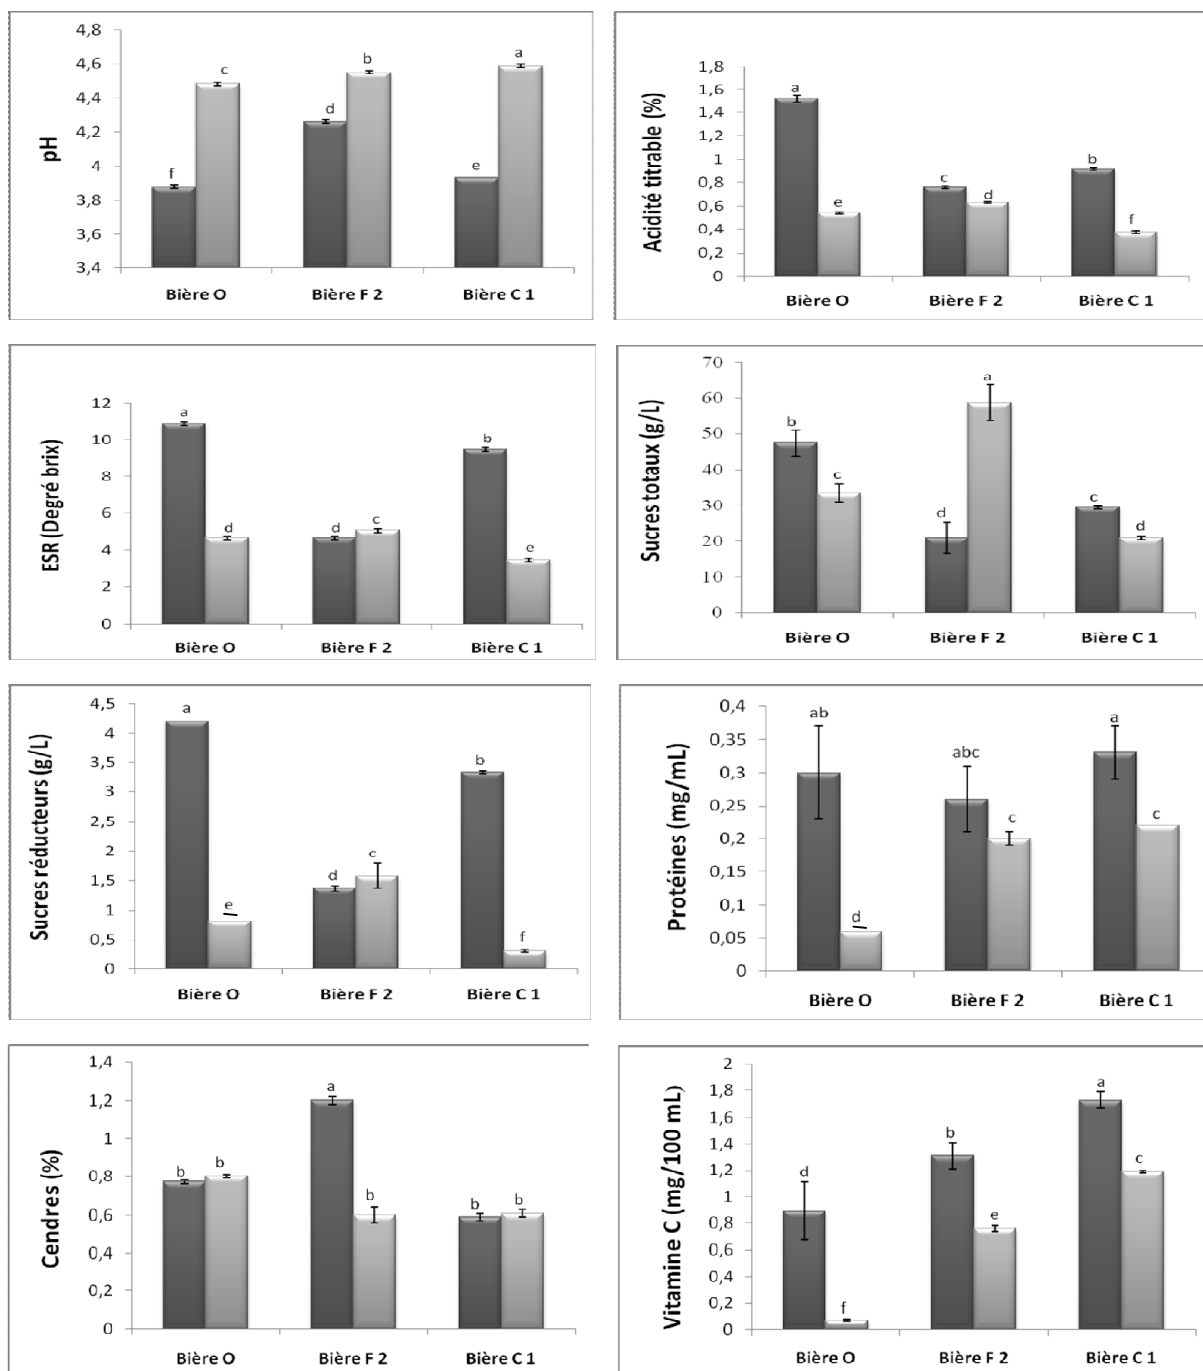 pH
4,8
4,6
4,4
4,2
4
3,8
3,6
3,4
f
c
d
b
e
a
Bière O
Bière F 2
Bière C 1
Acidité titrable (%)
1,8
1,6
1,4
1,2
1
0,8
0,6
0,4
0,2
0
a
e
c
d
b
f
Bière O
Bière F 2
Bière C 1
ESR (Degré brix)
12
10
8
6
4
2
0
a
d
d
c
b
e
Bière O
Bière F 2
Bière C 1
Sucres totaux (g/L)
70
60
50
40
30
20
10
0
b
c
d
a
c
d
Bière O
Bière F 2
Bière C 1
Sucres réducteurs (g/L)
4,5
4
3,5
3
2,5
2
1,5
1
0,5
0
a
e
d
c
b
f
Bière O
Bière F 2
Bière C 1
Protéines (mg/mL)
0,4
0,35
0,3
0,25
0,2
0,15
0,1
0,05
0
ab
d
abc
c
a
c
Bière O
Bière F 2
Bière C 1
Cendres (%)
1,4
1,2
1
0,8
0,6
0,4
0,2
0
b
b
a
b
b
b
Bière O
Bière F 2
Bière C 1
Vitamine C (mg/100 mL)
2
1,8
1,6
1,4
1,2
1
0,8
0,6
0,4
0,2
0
d
f
b
e
a
c
Bière O
Bière F 2
Bière C 1